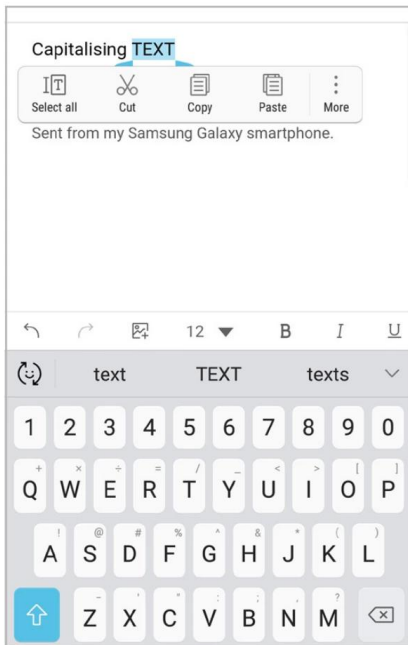 Capitalising TEXT
Select all Cut Copy Paste More
Sent from my Samsung Galaxy smartphone.
12 B I U
text TEXT texts
1 2 3 4 5 6 7 8 9 0
+ × ÷ = / _ < > [ ]
Q W E R T Y U I O P
! @ # % ^ & * ( )
A S D F G H J K L
- ' " : ; , ?
Z X C V B N M